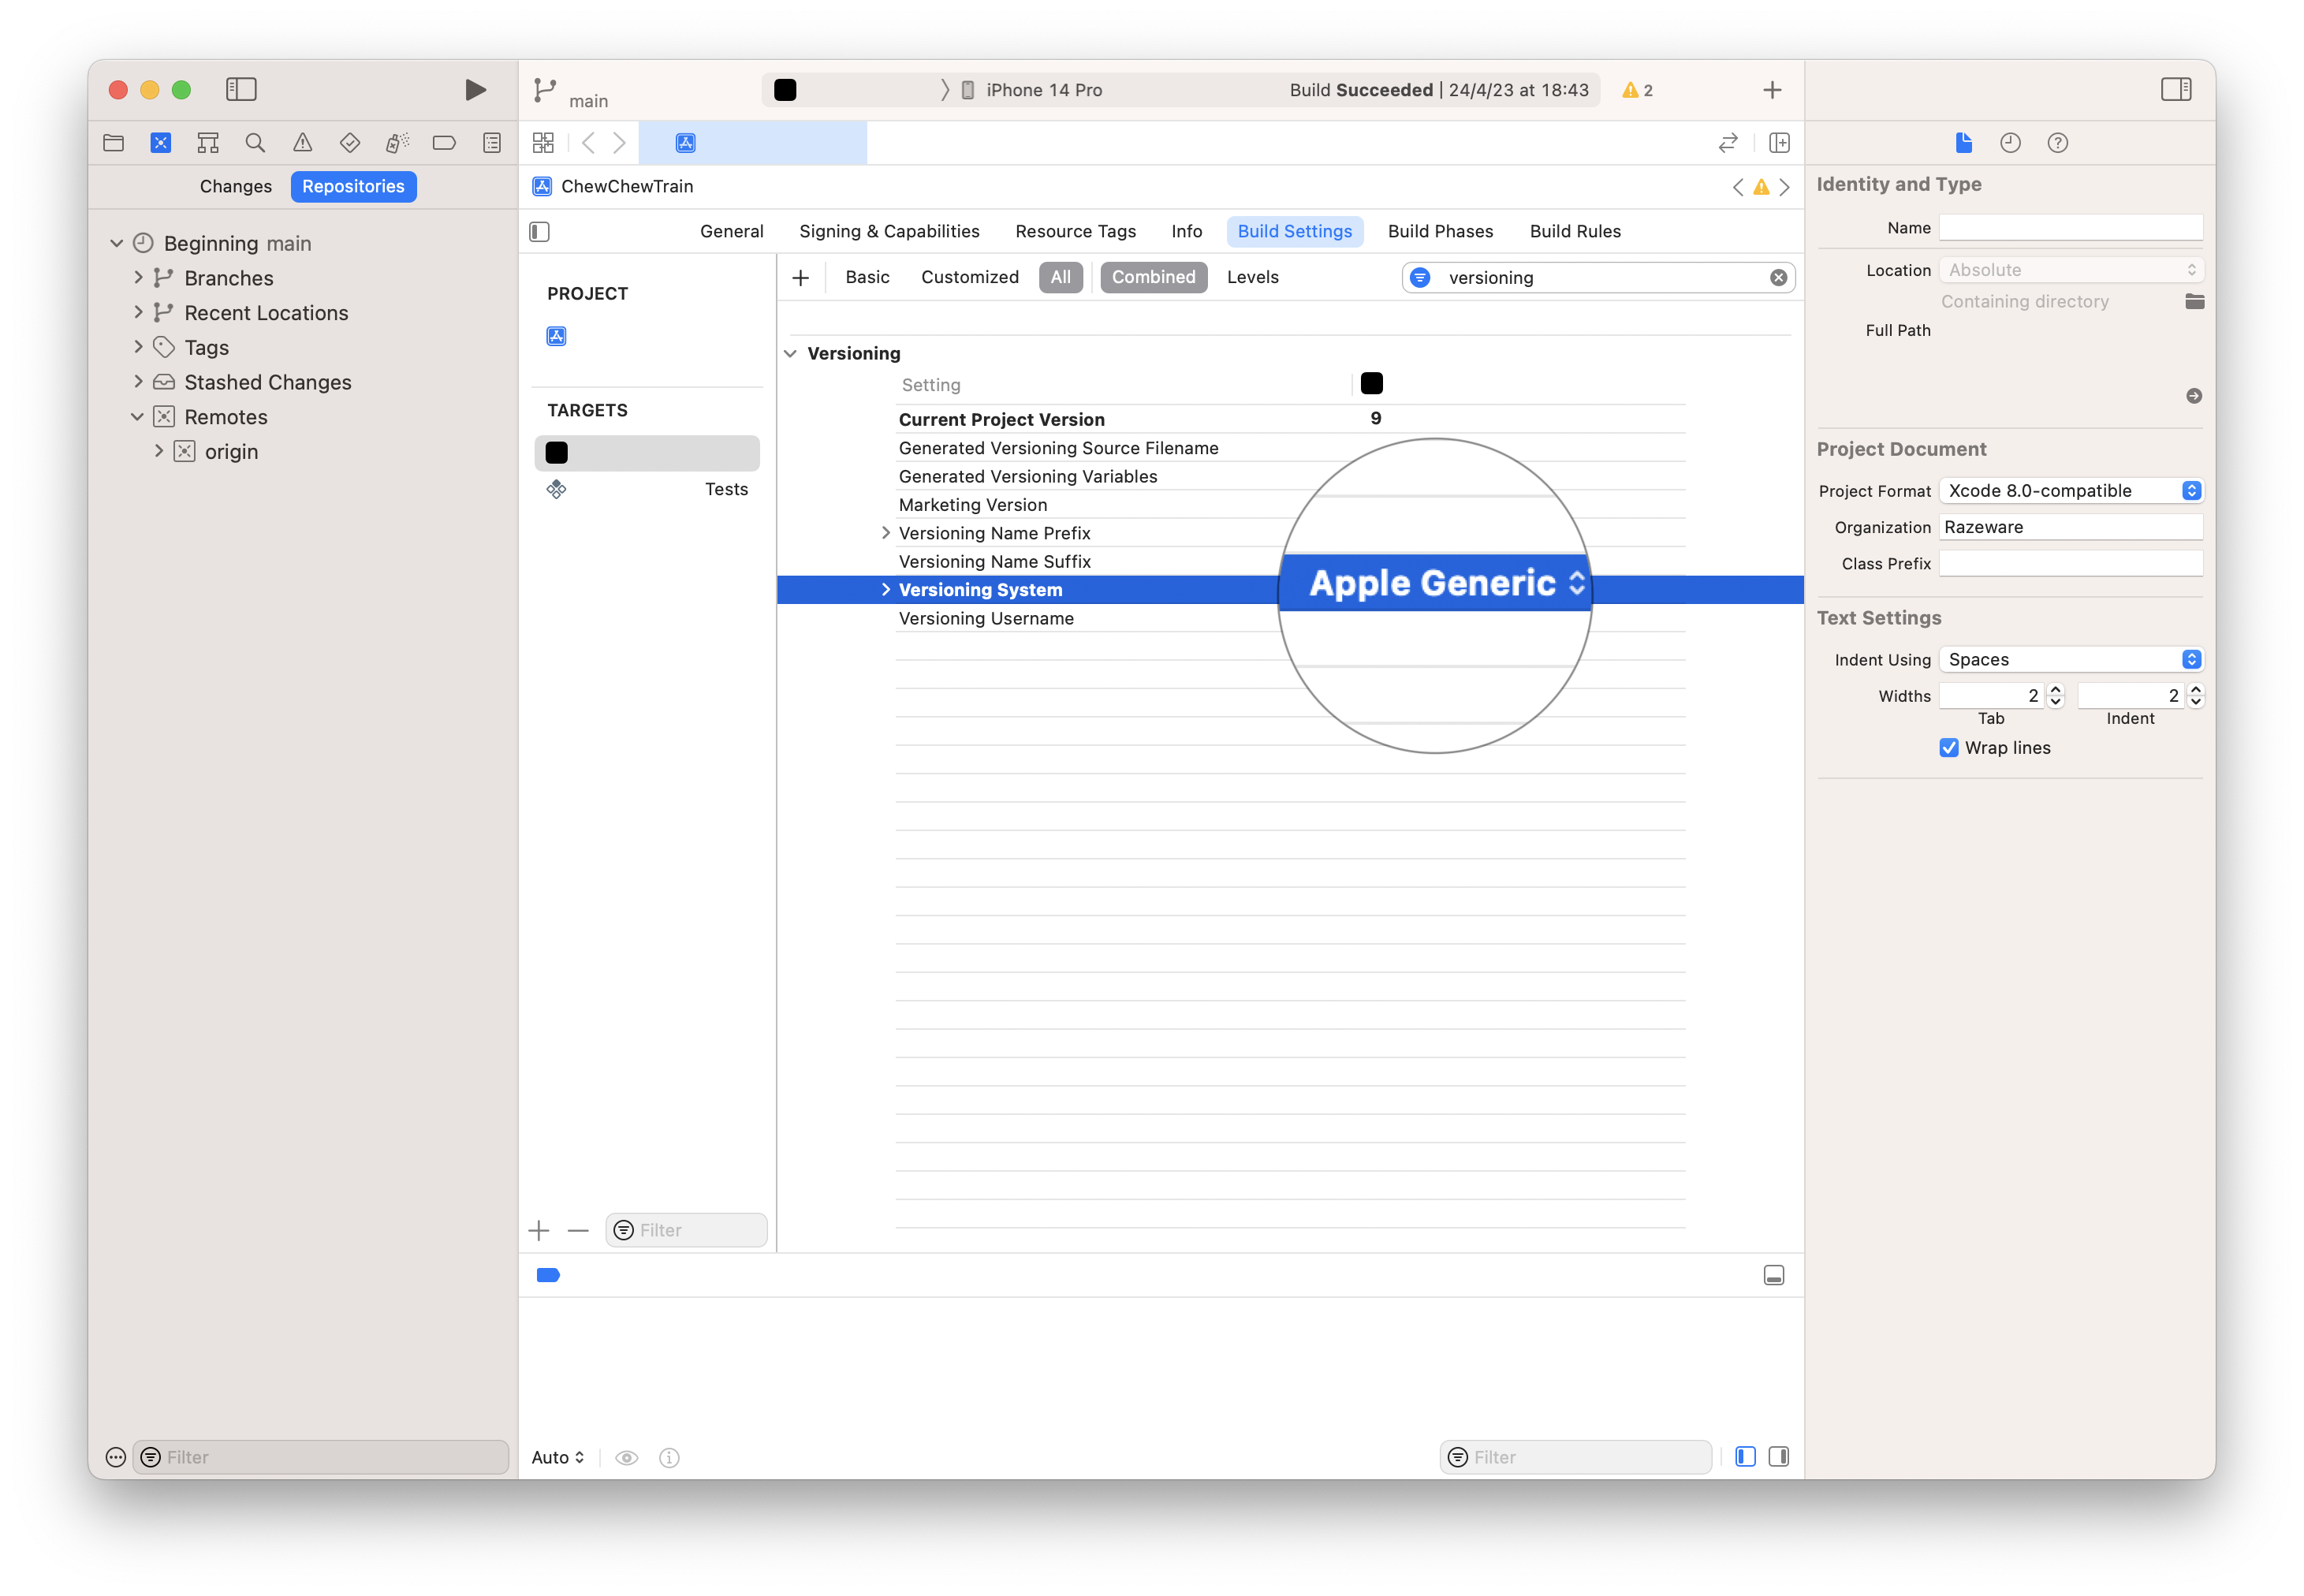 main
iPhone 14 Pro
Build Succeeded | 24/4/23 at 18:43
2
Changes
Repositories
Beginning main
Branches
Recent Locations
Tags
Stashed Changes
Remotes
origin
Filter
ChewChewTrain
General
Signing & Capabilities
Resource Tags
Info
Build Settings
Build Phases
Build Rules
PROJECT
TARGETS
Tests
Filter
Basic
Customized
All
Combined
Levels
versioning
Versioning
Setting
Current Project Version 9
Generated Versioning Source Filename
Generated Versioning Variables
Marketing Version
Versioning Name Prefix
Versioning Name Suffix
Versioning System Apple Generic
Versioning Username
Auto
Filter
Identity and Type
Name
Location Absolute
Containing directory
Full Path
Project Document
Project Format Xcode 8.0-compatible
Organization Razeware
Class Prefix
Text Settings
Indent Using Spaces
Widths 2 2
Tab Indent
Wrap lines